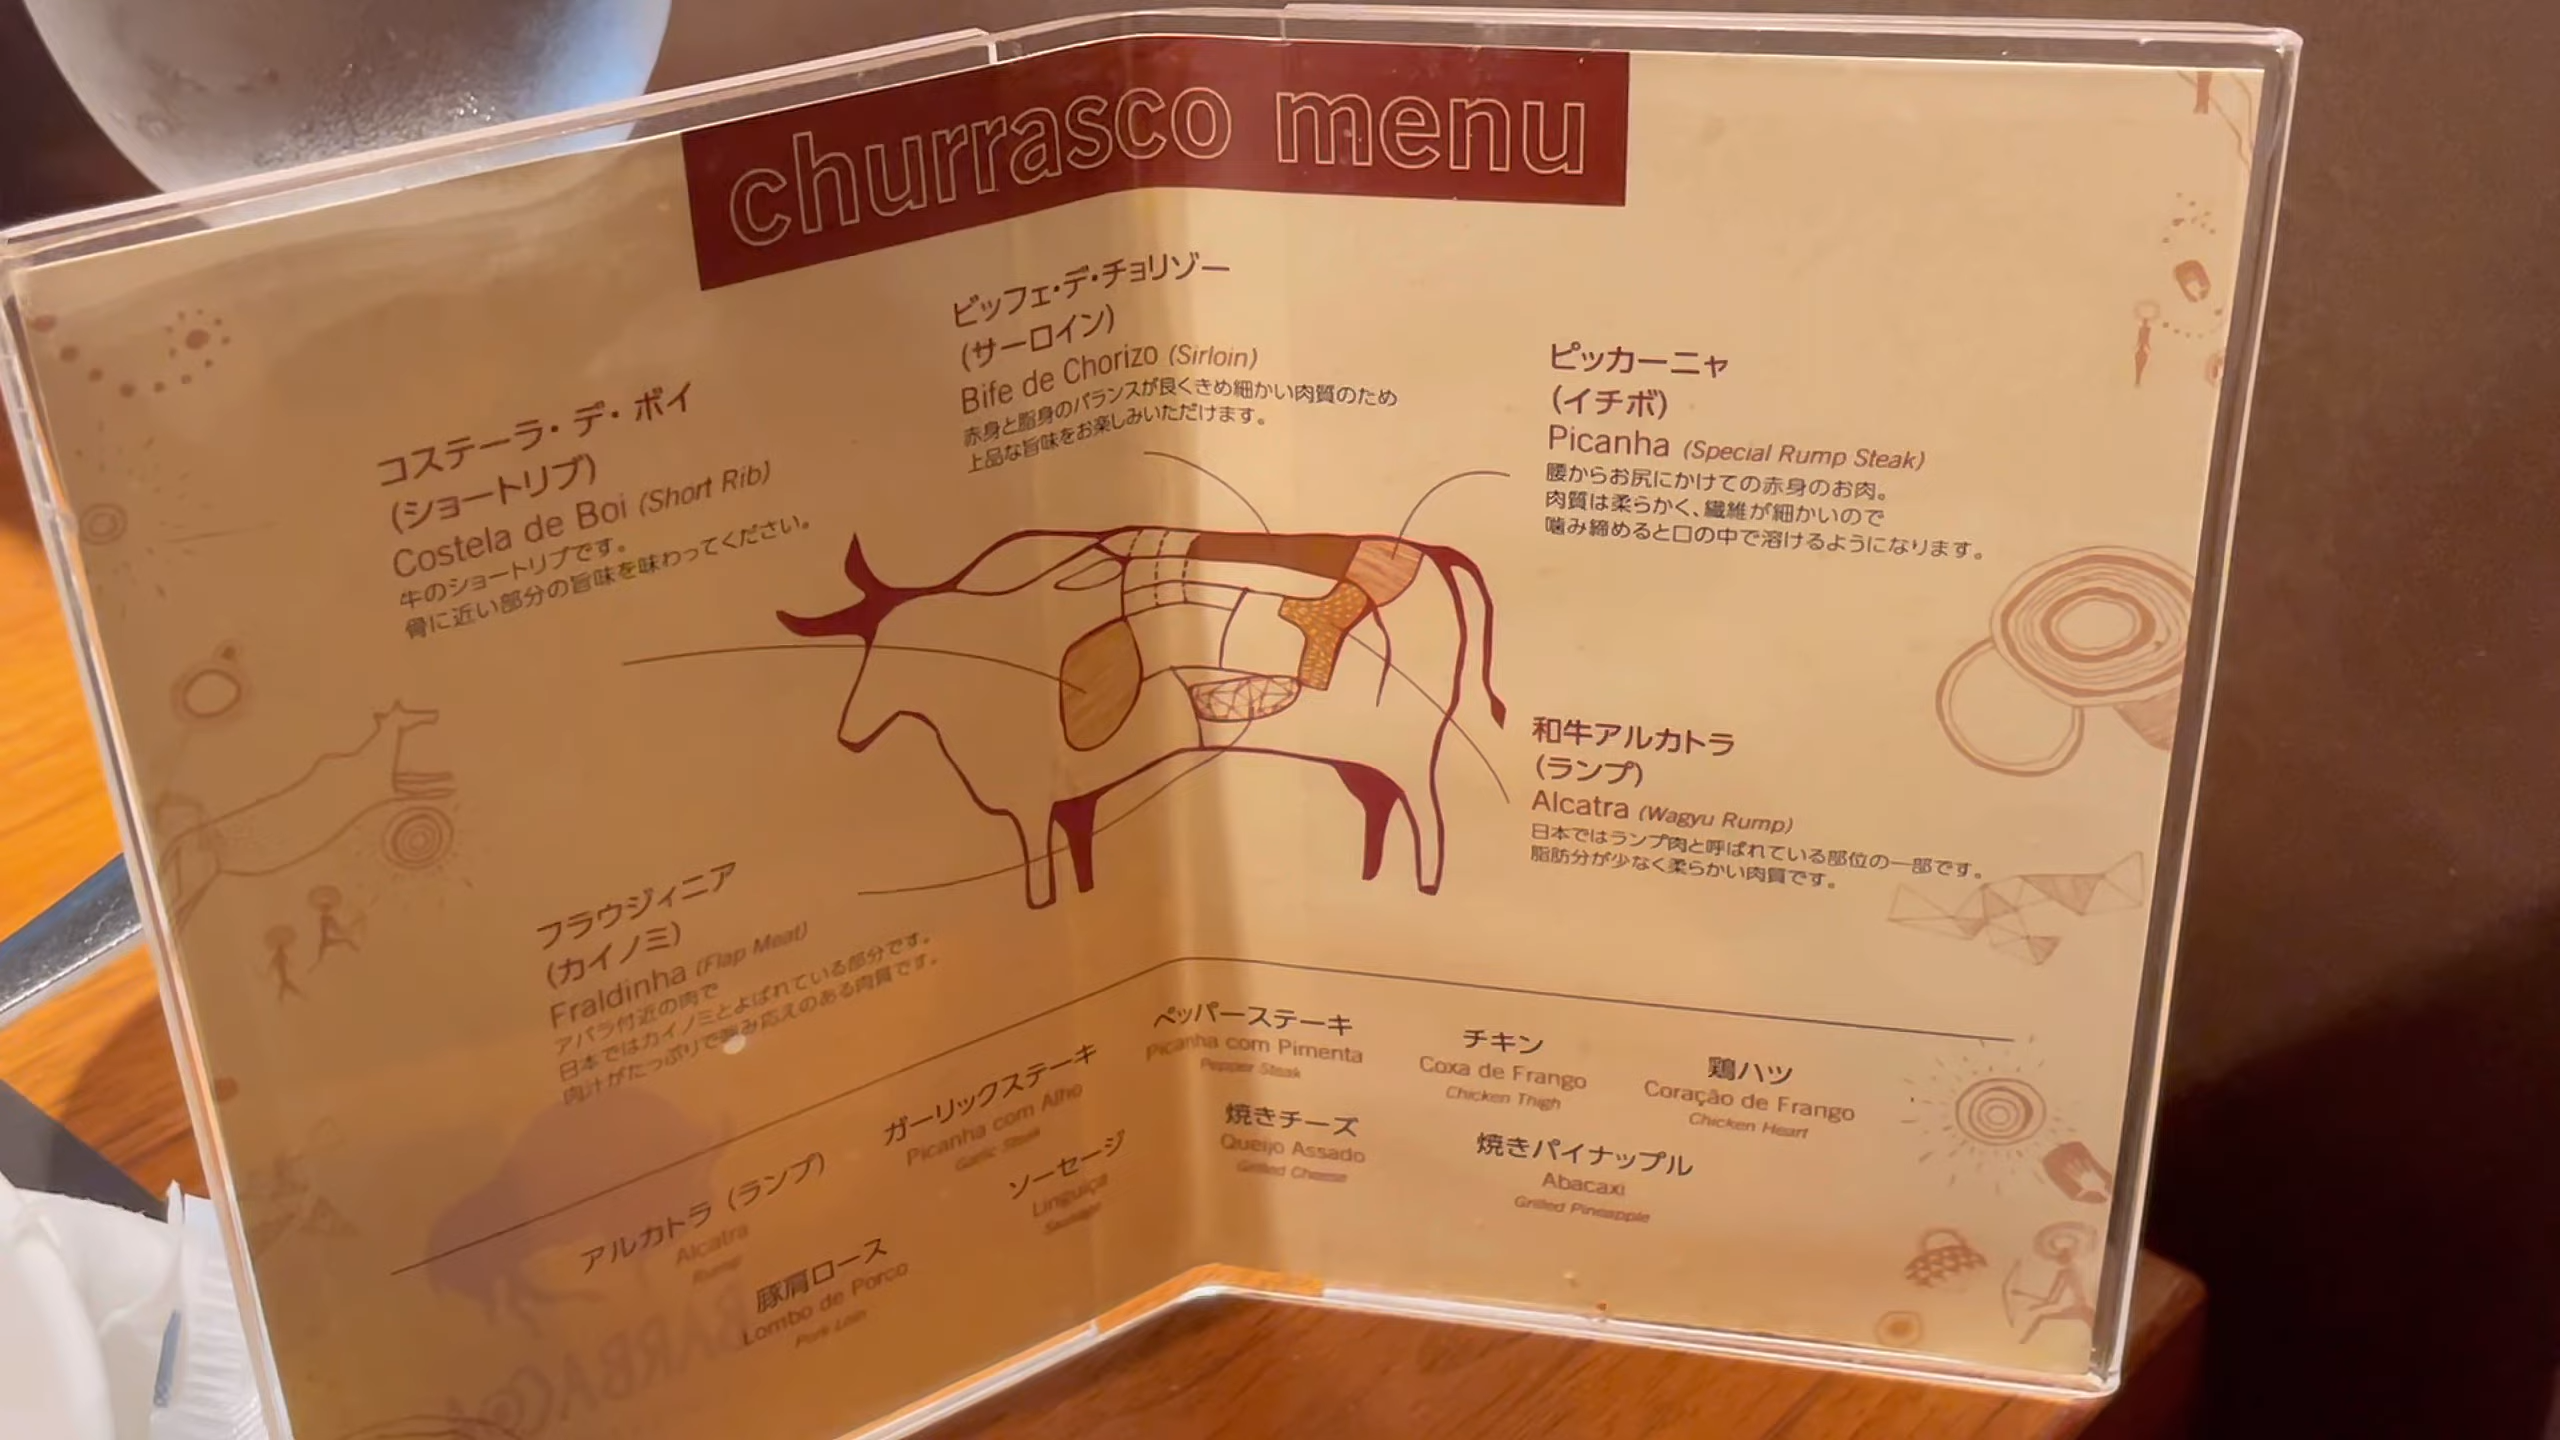 churrasco menu
コステーラ・デ・ボイ
(ショートリブ)
Costela de Boi (Short Rib)
牛のショートリブです。
骨に近い部分の旨味を味わってください。
ビッフェ・デ・チョリゾー
(サーロイン)
Bife de Chorizo (Sirloin)
赤身と脂身のバランスが良くきめ細かい肉質のため
上品な旨味をお楽しみいただけます。
ピッカーニャ
(イチボ)
Picanha (Special Rump Steak)
腰からお尻にかけての赤身のお肉。
肉質は柔らかく、繊維が細かいので
噛み締めると口の中で溶けるようになります。
和牛アルカトラ
(ランプ)
Alcatra (Wagyu Rump)
日本ではランプ肉と呼ばれている部位の一部です。
脂肪分が少なく柔らかい肉質です。
フラウジィニア
(カイノミ)
Fraldinha (Flap Meat)
アバラ付近の肉で
日本ではカイノミとよばれている部分です。
肉汁がたっぷりで噛み応えのある肉質です。
アルカトラ (ランプ)
Alcatra
Rump
ガーリックステーキ
Picanha com Alho
Garlic Steak
ペッパーステーキ
Picanha com Pimenta
Pepper Steak
チキン
Coxa de Frango
Chicken Thigh
鶏ハツ
Coração de Frango
Chicken Heart
豚肩ロース
Lombo de Porco
Pork Loin
ソーセージ
Linguiça
Sausage
焼きチーズ
Queijo Assado
Grilled Cheese
焼きパイナップル
Abacaxi
Grilled Pineapple
BARBACOA